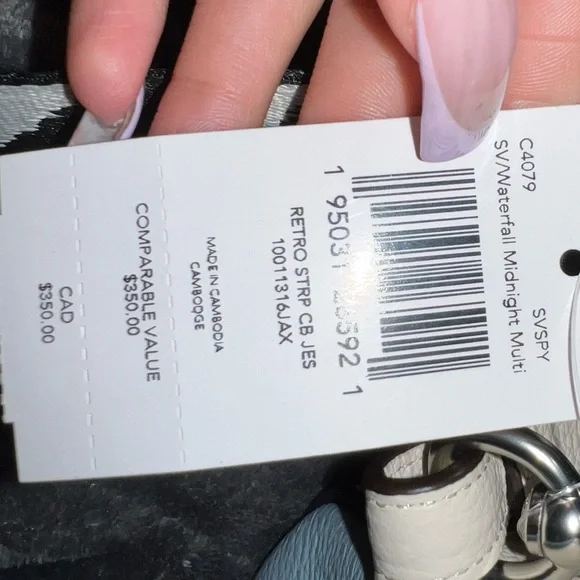 C4079 SVSPY
SV/Waterfall Midnight Multi
1 95031 1
RETRO STRP CB JES
10011316JAX
MADE IN CAMBODIA
CAMBODGE
COMPARABLE VALUE
$350.00
CAD
$350.00